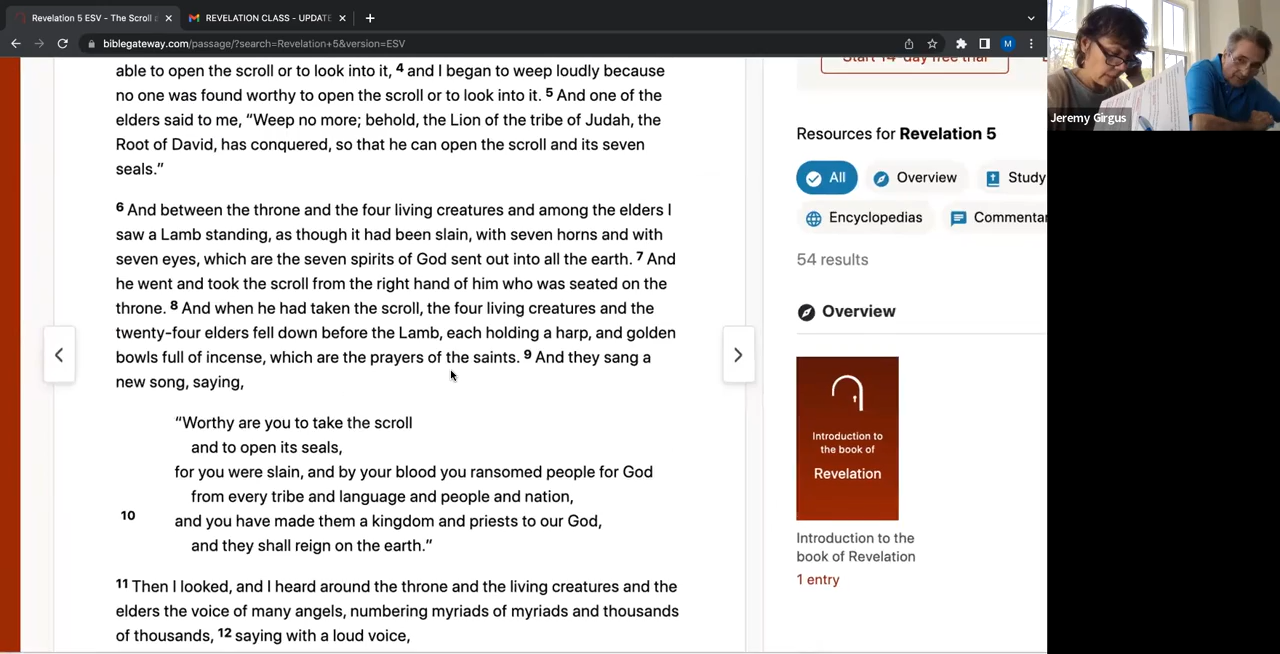 Revelation 5 ESV - The Scroll a
REVELATION CLASS - UPDATE
biblegateway.com/passage/?search=Revelation+5&version=ESV
M
Jeremy Girgus
able to open the scroll or to look into it, 4 and I began to weep loudly because
no one was found worthy to open the scroll or to look into it. 5 And one of the
elders said to me, “Weep no more; behold, the Lion of the tribe of Judah, the
Root of David, has conquered, so that he can open the scroll and its seven
seals.”
6 And between the throne and the four living creatures and among the elders I
saw a Lamb standing, as though it had been slain, with seven horns and with
seven eyes, which are the seven spirits of God sent out into all the earth. 7 And
he went and took the scroll from the right hand of him who was seated on the
throne. 8 And when he had taken the scroll, the four living creatures and the
twenty-four elders fell down before the Lamb, each holding a harp, and golden
bowls full of incense, which are the prayers of the saints. 9 And they sang a
new song, saying,
“Worthy are you to take the scroll
and to open its seals,
for you were slain, and by your blood you ransomed people for God
from every tribe and language and people and nation,
10 and you have made them a kingdom and priests to our God,
and they shall reign on the earth.”
11 Then I looked, and I heard around the throne and the living creatures and the
elders the voice of many angels, numbering myriads of myriads and thousands
of thousands, 12 saying with a loud voice,
Start 14-day free trial
Resources for Revelation 5
All
Overview
Study
Encyclopedias
Commentar
54 results
Overview
Introduction to
the book of
Revelation
Introduction to the
book of Revelation
1 entry